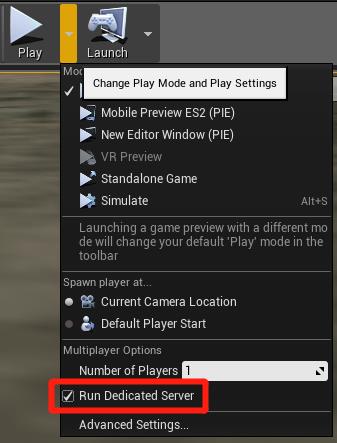 Play
Launch
Mo
Change Play Mode and Play Settings
Mobile Preview ES2 (PIE)
New Editor Window (PIE)
VR Preview
Standalone Game
Simulate Alt+S
Launching a game preview with a different mo
de will change your default 'Play' mode in the
toolbar
Spawn player at...
Current Camera Location
Default Player Start
Multiplayer Options
Number of Players 1
Run Dedicated Server
Advanced Settings...